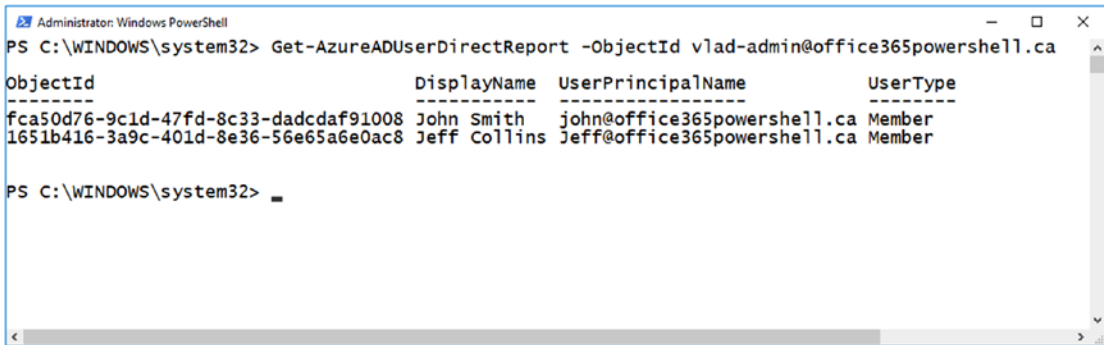 Administrator: Windows PowerShell
PS C:\WINDOWS\system32> Get-AzureADUserDirectReport -ObjectId vlad-admin@office365powershell.ca
ObjectId DisplayName UserPrincipalName UserType
-------- ----------- ----------------- --------
fca50d76-9c1d-47fd-8c33-dadcdaf91008 John Smith john@office365powershell.ca Member
1651b416-3a9c-401d-8e36-56e65a6e0ac8 Jeff Collins Jeff@office365powershell.ca Member
PS C:\WINDOWS\system32>